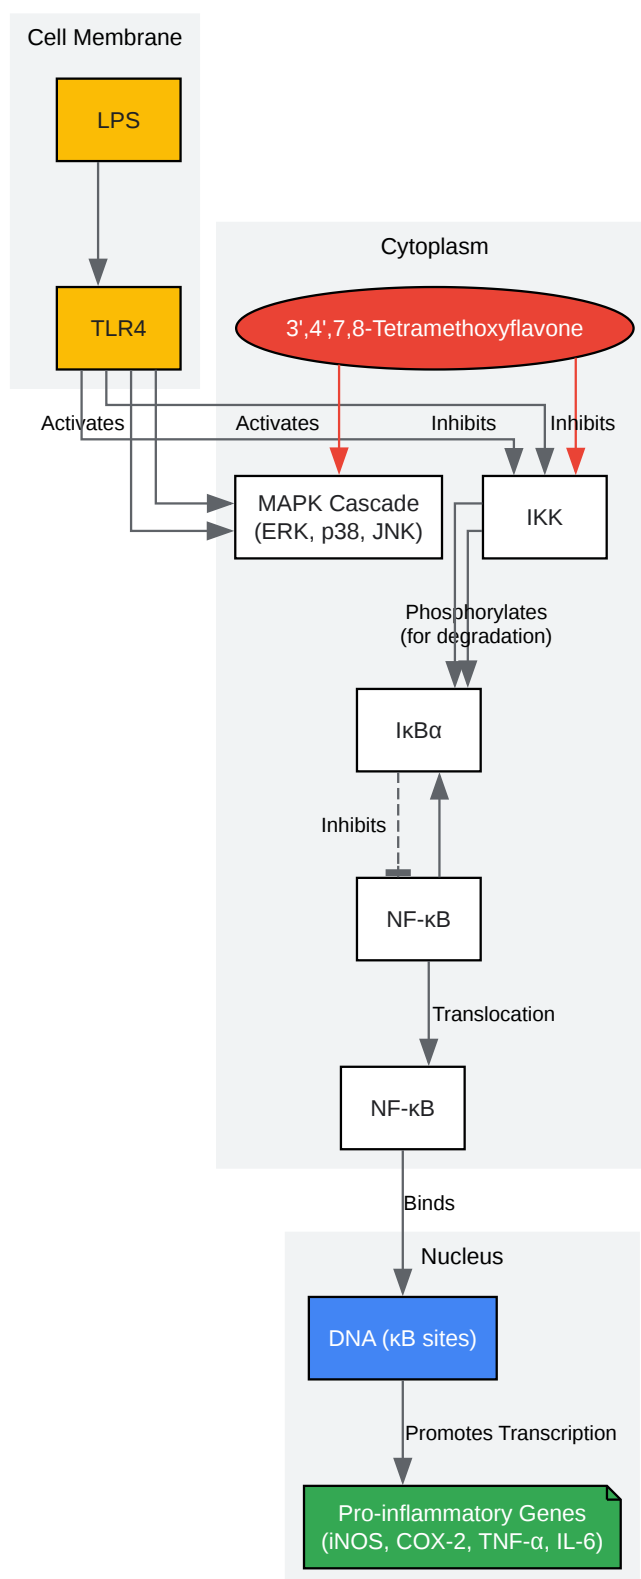 Cell Membrane
LPS
Cytoplasm
TLR4
3',4',7,8-Tetramethoxyflavone
Activates
Activates
Inhibits
Inhibits
MAPK Cascade
(ERK, p38, JNK)
IKK
Phosphorylates
(for degradation)
IκBα
Inhibits
NF-κB
Translocation
NF-κB
Binds
Nucleus
DNA (κB sites)
Promotes Transcription
Pro-inflammatory Genes
(iNOS, COX-2, TNF-α, IL-6)